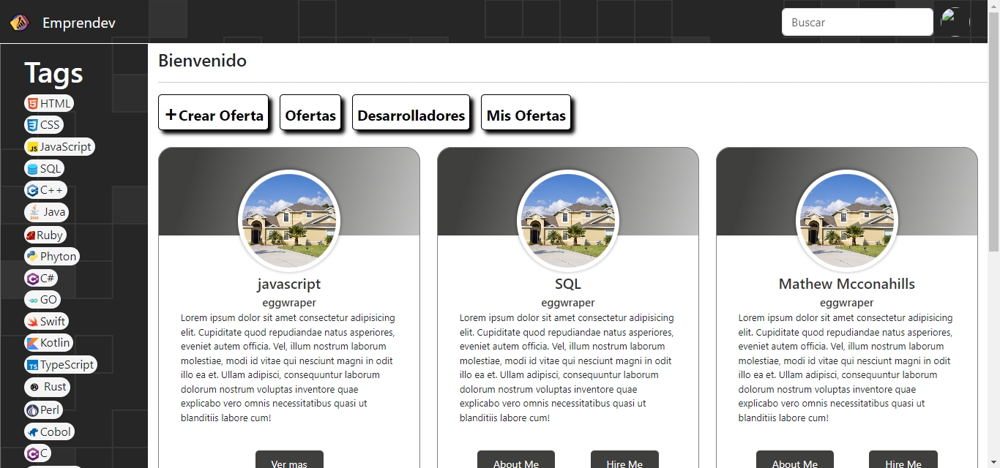 Emprendev
Buscar
Tags
HTML
CSS
JavaScript
SQL
C++
Java
Ruby
Phyton
C#
GO
Swift
Kotlin
TypeScript
Rust
Perl
Cobol
C
Bienvenido
+Crear Oferta
Ofertas
Desarrolladores
Mis Ofertas
javascript
eggwraper
Lorem ipsum dolor sit amet consectetur adipisicing
elit. Cupiditate quod repudiandae natus asperiores,
eveniet autem officia. Vel, illum nostrum laborum
molestiae, modi id vitae qui nesciunt magni in odit
illo ea et. Ullam adipisci, consequuntur laborum
dolorum nostrum voluptas inventore quae
explicabo vero omnis necessitatibus quasi ut
blanditiis labore cum!
Ver mas
SQL
eggwraper
Lorem ipsum dolor sit amet consectetur adipisicing
elit. Cupiditate quod repudiandae natus asperiores,
eveniet autem officia. Vel, illum nostrum laborum
molestiae, modi id vitae qui nesciunt magni in odit
illo ea et. Ullam adipisci, consequuntur laborum
dolorum nostrum voluptas inventore quae
explicabo vero omnis necessitatibus quasi ut
blanditiis labore cum!
About Me
Hire Me
Mathew Mcconahills
eggwraper
Lorem ipsum dolor sit amet consectetur adipisicing
elit. Cupiditate quod repudiandae natus asperiores,
eveniet autem officia. Vel, illum nostrum laborum
molestiae, modi id vitae qui nesciunt magni in odit
illo ea et. Ullam adipisci, consequuntur laborum
dolorum nostrum voluptas inventore quae
explicabo vero omnis necessitatibus quasi ut
blanditiis labore cum!
About Me
Hire Me